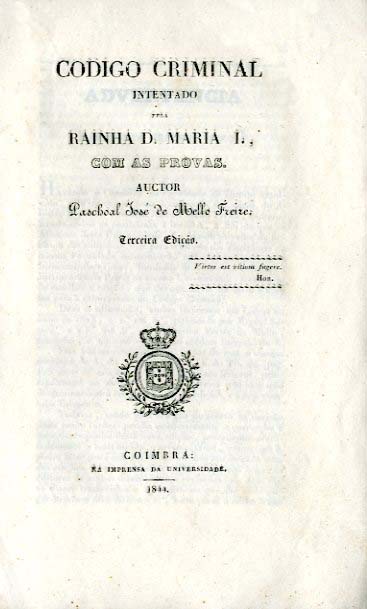 CODIGO CRIMINAL
INTENTADO
PELA
RAINHA D. MARIA I.,
COM AS PROVAS.
AUCTOR
Paschoal José de Mello Freire.
Terceira Edição.
Virtus est vitium fugere.
Hor.
COIMBRA:
NA IMPRENSA DA UNIVERSIDADE.
1844.